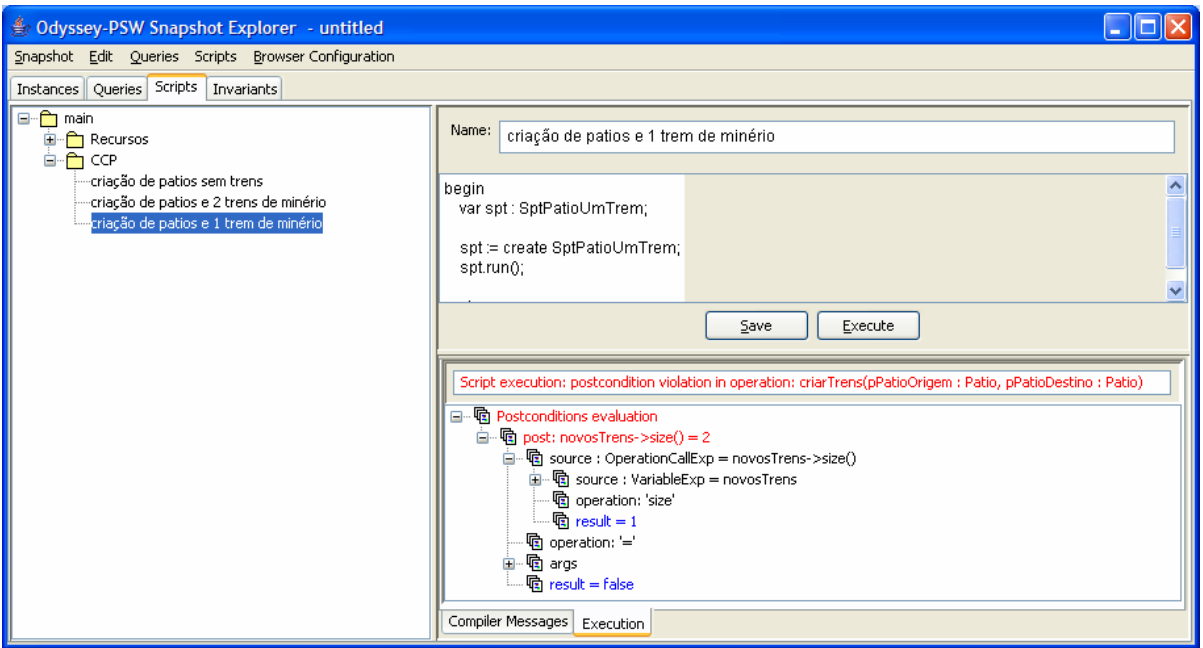 Odyssey-PSW Snapshot Explorer - untitled
Snapshot Edit Queries Scripts Browser Configuration
Instances Queries Scripts Invariants
main
Recursos
CCP
criação de patios sem trens
criação de patios e 2 trens de minério
criação de patios e 1 trem de minério
Name: criação de patios e 1 trem de minério
begin
var spt : SptPatioUmTrem;
spt := create SptPatioUmTrem;
spt.run();
Save Execute
Script execution: postcondition violation in operation: criarTrens(pPatioOrigem : Patio, pPatioDestino : Patio)
Postconditions evaluation
post: novosTrens->size() = 2
source : OperationCallExp = novosTrens->size()
source : VariableExp = novosTrens
operation: 'size'
result = 1
operation: '='
args
result = false
Compiler Messages Execution